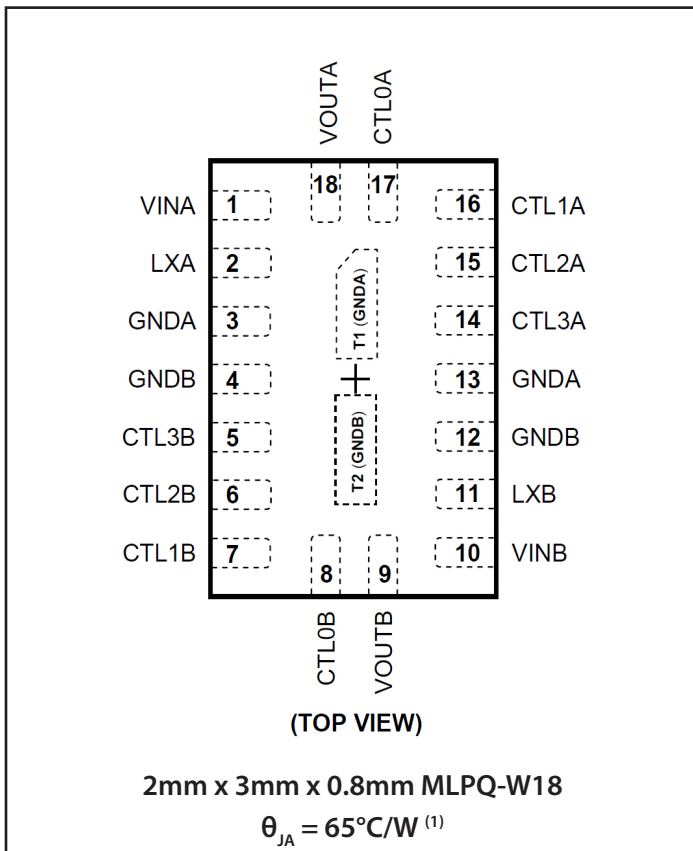 VOUTA
CTL0A
18
17
VINA 1
16 CTL1A
LXA 2
15 CTL2A
GNDA 3
T1 (GNDA)
14 CTL3A
GNDB 4
13 GNDA
CTL3B 5
T2 (GNDB)
12 GNDB
CTL2B 6
11 LXB
CTL1B 7
10 VINB
8
9
CTL0B
VOUTB
(TOP VIEW)
2mm x 3mm x 0.8mm MLPQ-W18
θJA = 65°C/W (1)